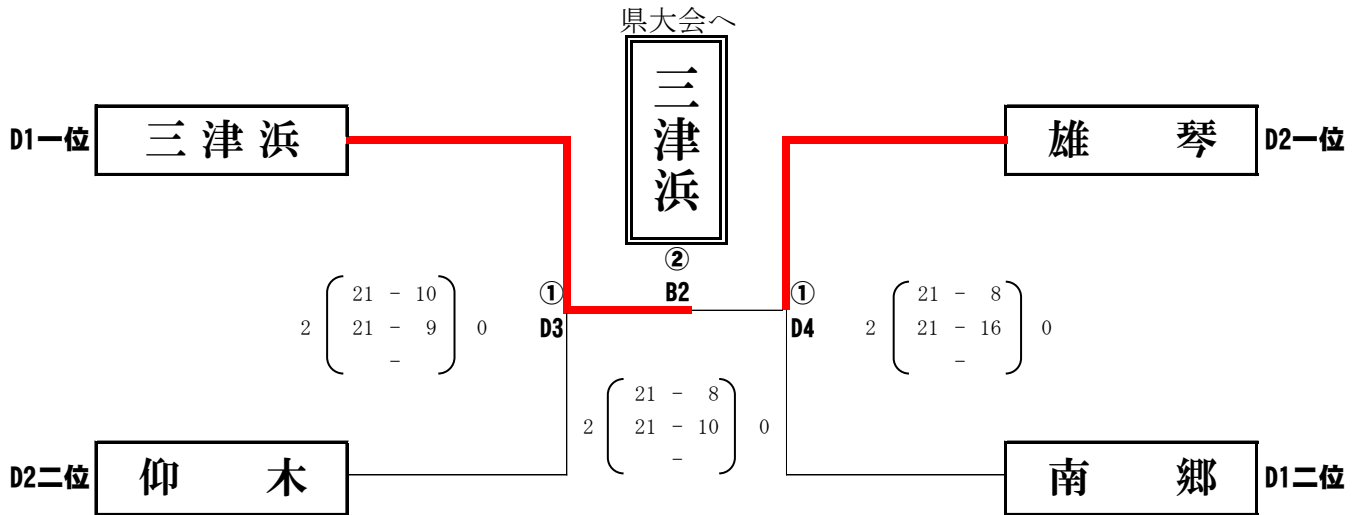 県大会へ
三津浜
D1一位 三津浜
雄 琴 D2一位
②
B2
① D3
① D4
2 ( 21 - 10 ) 0
21 - 9
-
2 ( 21 - 8 ) 0
21 - 16
-
2 ( 21 - 8 ) 0
21 - 10
-
D2二位 仰 木
南 郷 D1二位